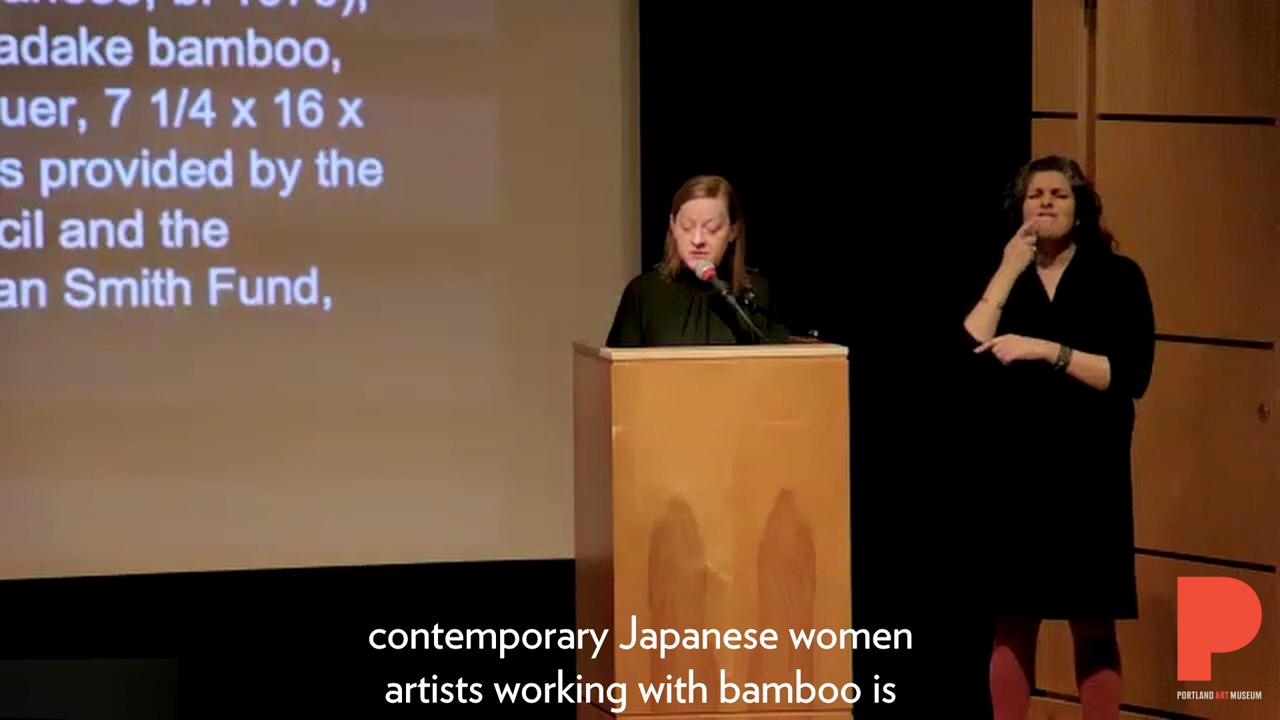 adake bamboo,
uer, 7 1/4 x 16 x
s provided by the
cil and the
an Smith Fund,
contemporary Japanese women
artists working with bamboo is
PORTLAND ART MUSEUM